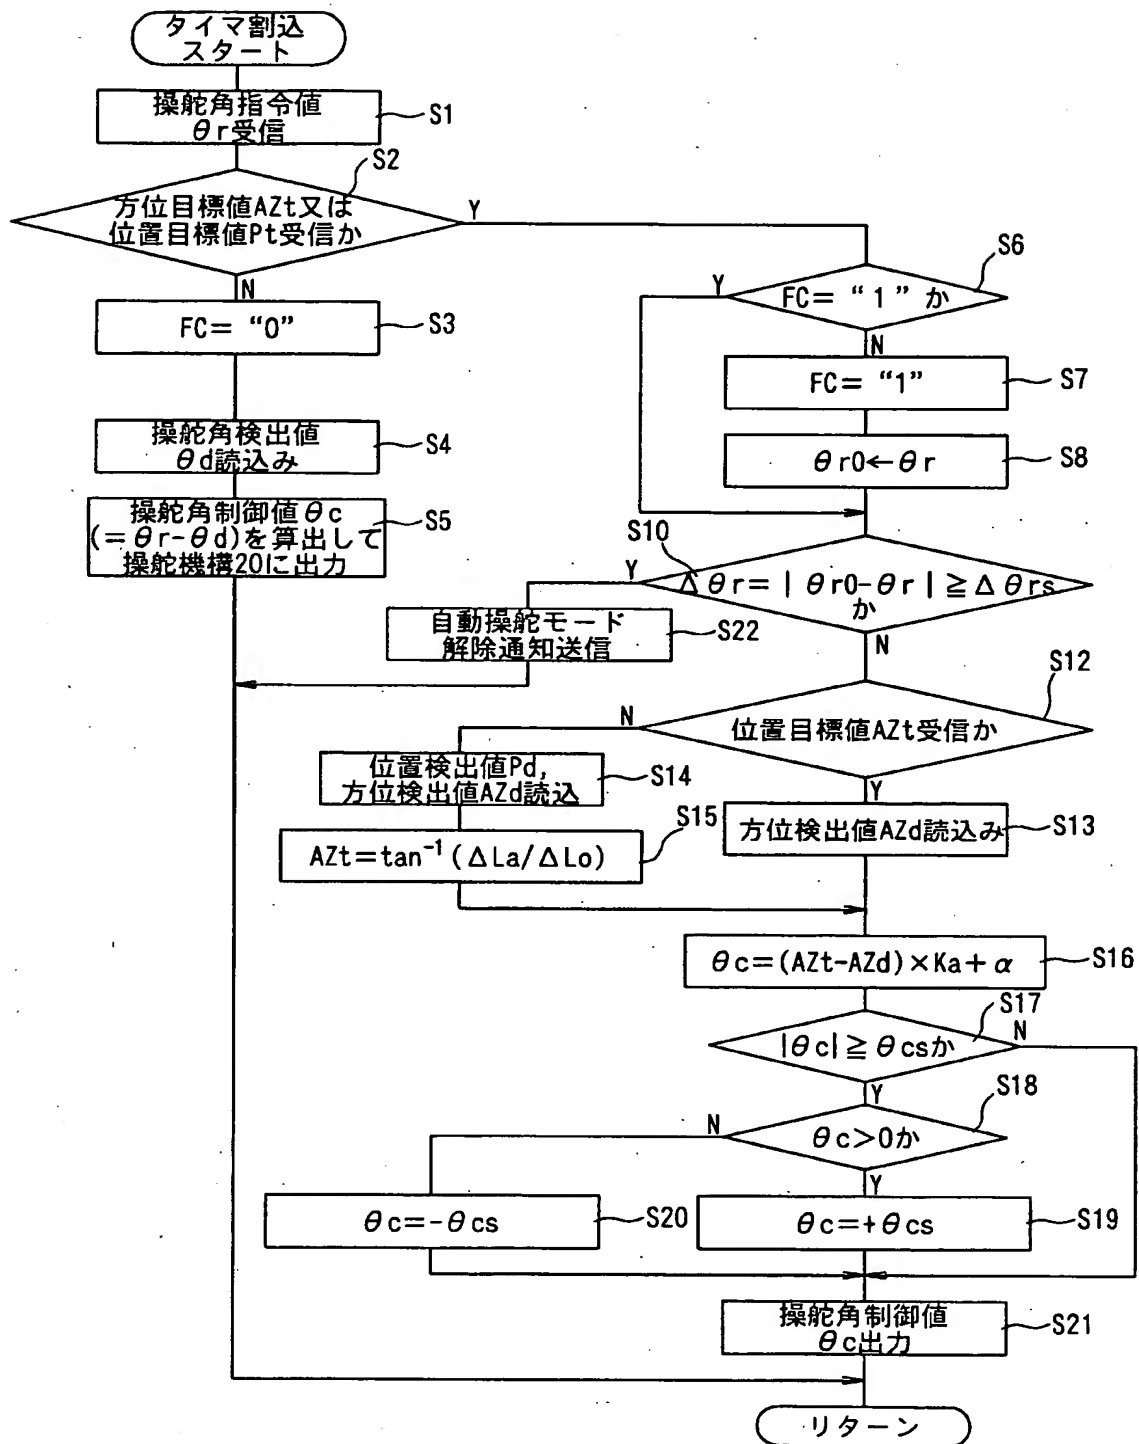 タイマ割込
スタート
操舵角指令値
θr受信
S1
S2
方位目標値AZt又は
位置目標値Pt受信か
Y
N
FC= “0”
S3
操舵角検出値
θd読込み
S4
操舵角制御値θc
(=θr-θd)を算出して
操舵機構20に出力
S5
S6
FC= “1” か
Y
N
FC= “1”
S7
θr0←θr
S8
S10
Δθr=|θr0-θr|≧Δθrs
か
Y
N
自動操舵モード
解除通知送信
S22
S12
位置目標値AZt受信か
N
Y
位置検出値Pd,
方位検出値AZd読込
S14
方位検出値AZd読込み
S13
S15
AZt=tan⁻¹(ΔLa/ΔLo)
θc=(AZt-AZd)×Ka+α
S16
S17
|θc|≧θcsか
N
Y
S18
θc>0か
N
Y
θc=-θcs
S20
θc=+θcs
S19
操舵角制御値
θc出力
S21
リターン